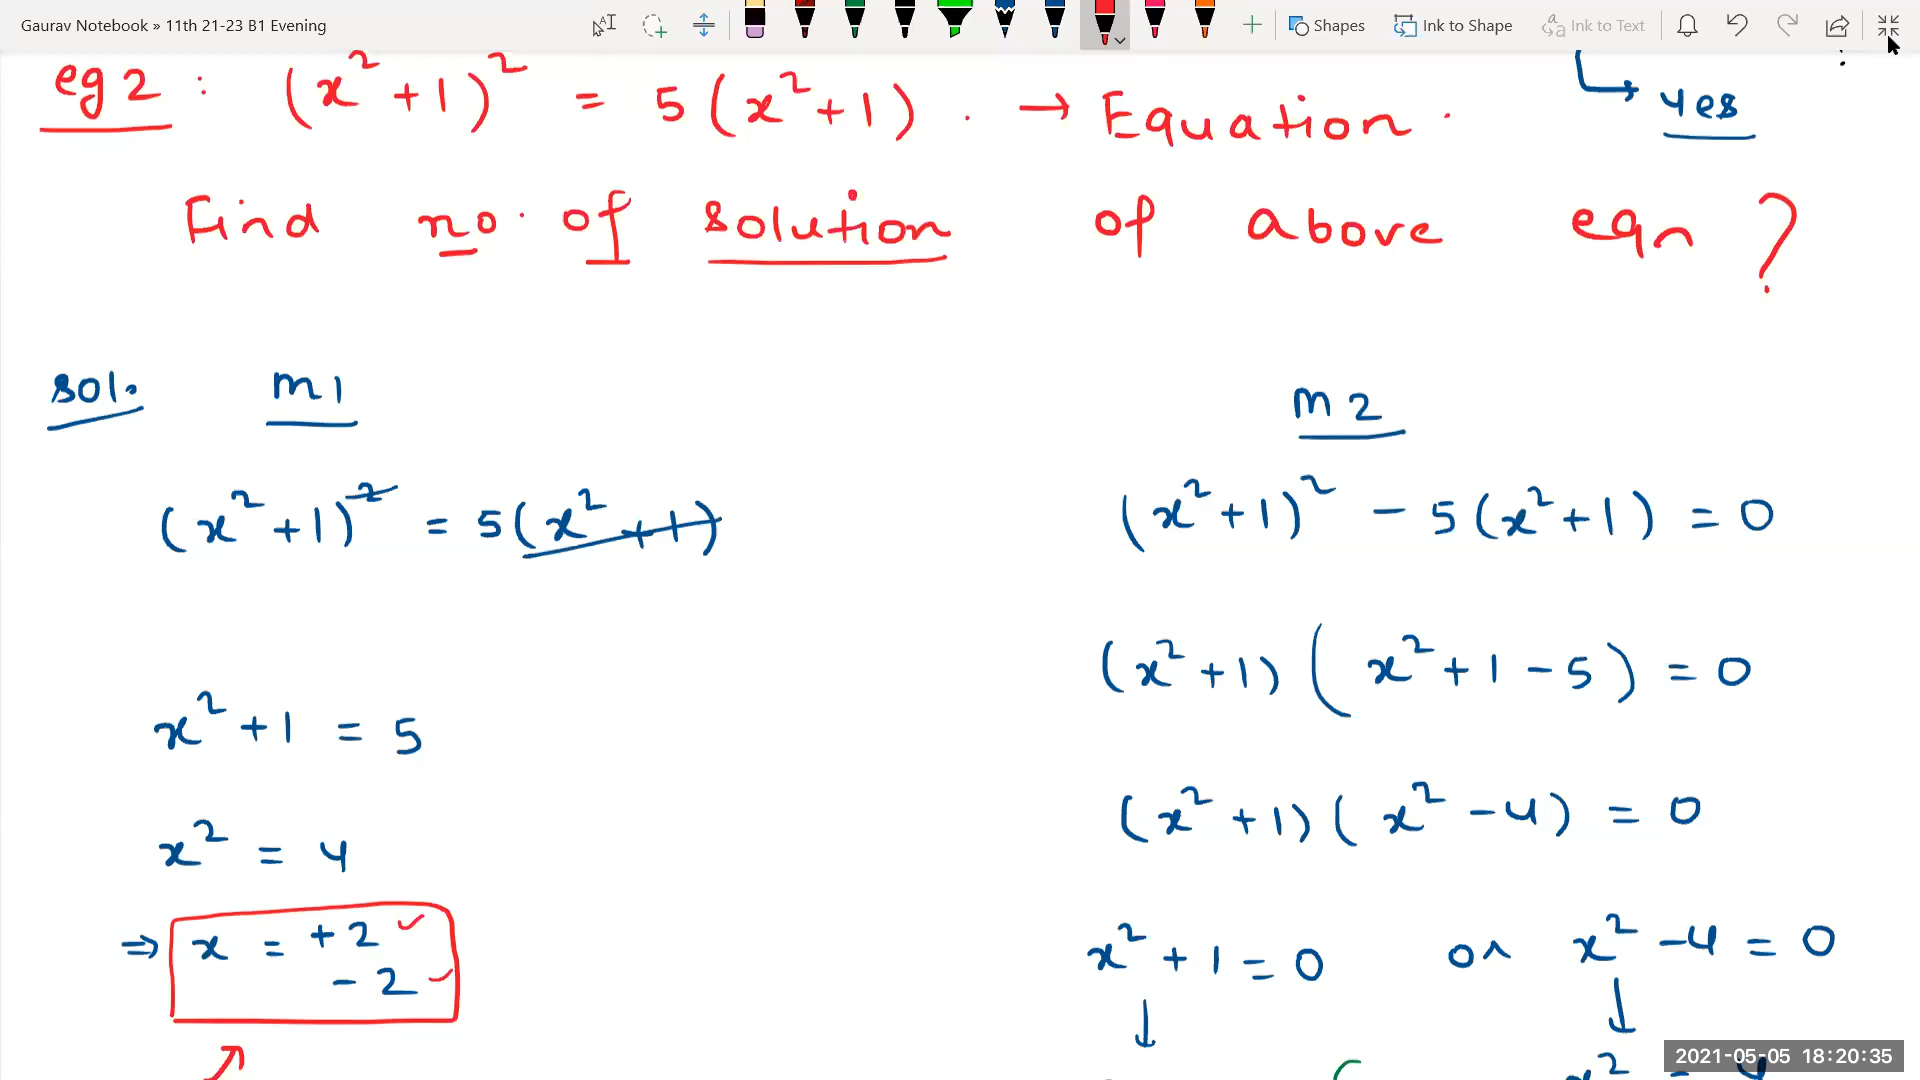 Gaurav Notebook » 11th 21-23 B1 Evening
Shapes
Ink to Shape
Ink to Text
eg 2 : (x² + 1)² = 5 (x² + 1) . → Equation .
yes
Find no. of solution of above eqn ?
sol. m1
(x² + 1)² = 5(x² + 1)
x² + 1 = 5
x² = 4
⇒ x = +2 ✓
- 2 ✓
m 2
(x² + 1)² - 5(x² + 1) = 0
(x² + 1) (x² + 1 - 5) = 0
(x² + 1) (x² - 4) = 0
x² + 1 = 0 or x² - 4 = 0
↓ ↓
x² = 4
2021-05-05 18:20:35